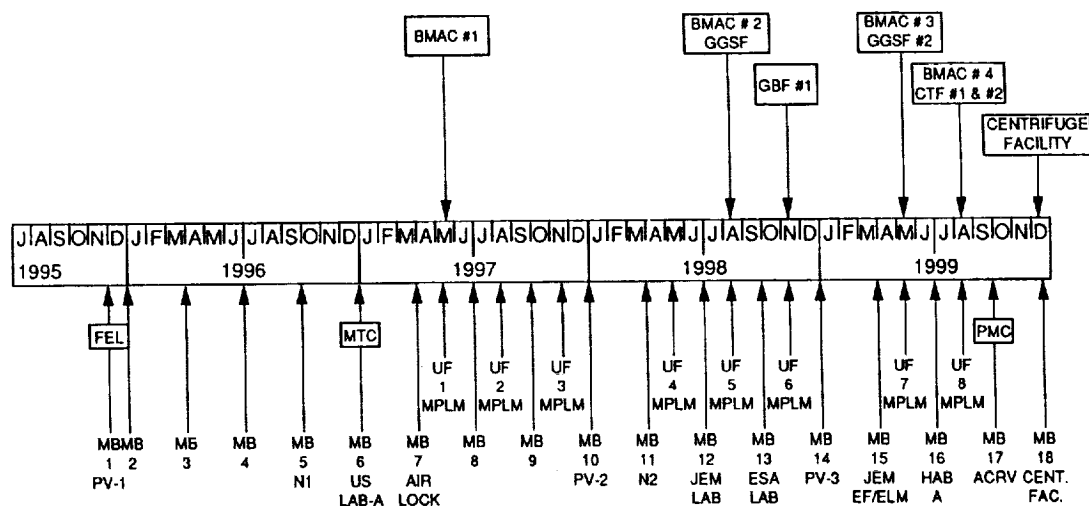 BMAC #1
BMAC # 2
GGSF
GBF #1
BMAC # 3
GGSF #2
BMAC # 4
CTF #1 & #2
CENTRIFUGE
FACILITY
J A S O N D J F M A M J J A S O N D J F M A M J J A S O N D J F M A M J J A S O N D J F M A M J J A S O N D
1995 1996 1997 1998 1999
FEL MTC PMC
UF UF UF UF UF UF UF UF
1 2 3 4 5 6 7 8
MPLM MPLM MPLM MPLM MPLM MPLM MPLM MPLM
MB MB MB MB MB MB MB MB MB MB MB MB MB MB MB MB MB MB
1 2 3 4 5 6 7 8 9 10 11 12 13 14 15 16 17 18
PV-1 N1 US AIR PV-2 N2 JEM ESA PV-3 JEM HAB ACRV CENT.
LAB-A LOCK LAB LAB EF/ELM A FAC.